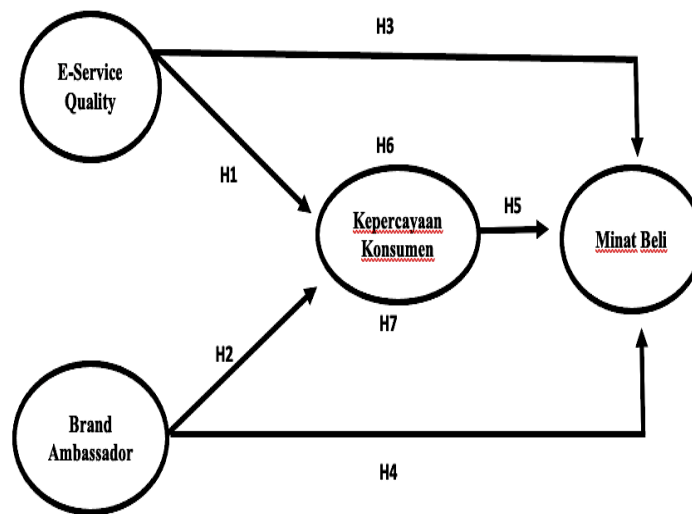 H3
E-Service
Quality
H6
H1
Kepercayaan
Konsumen
H5
Minat Beli
H7
H2
Brand
Ambassador
H4